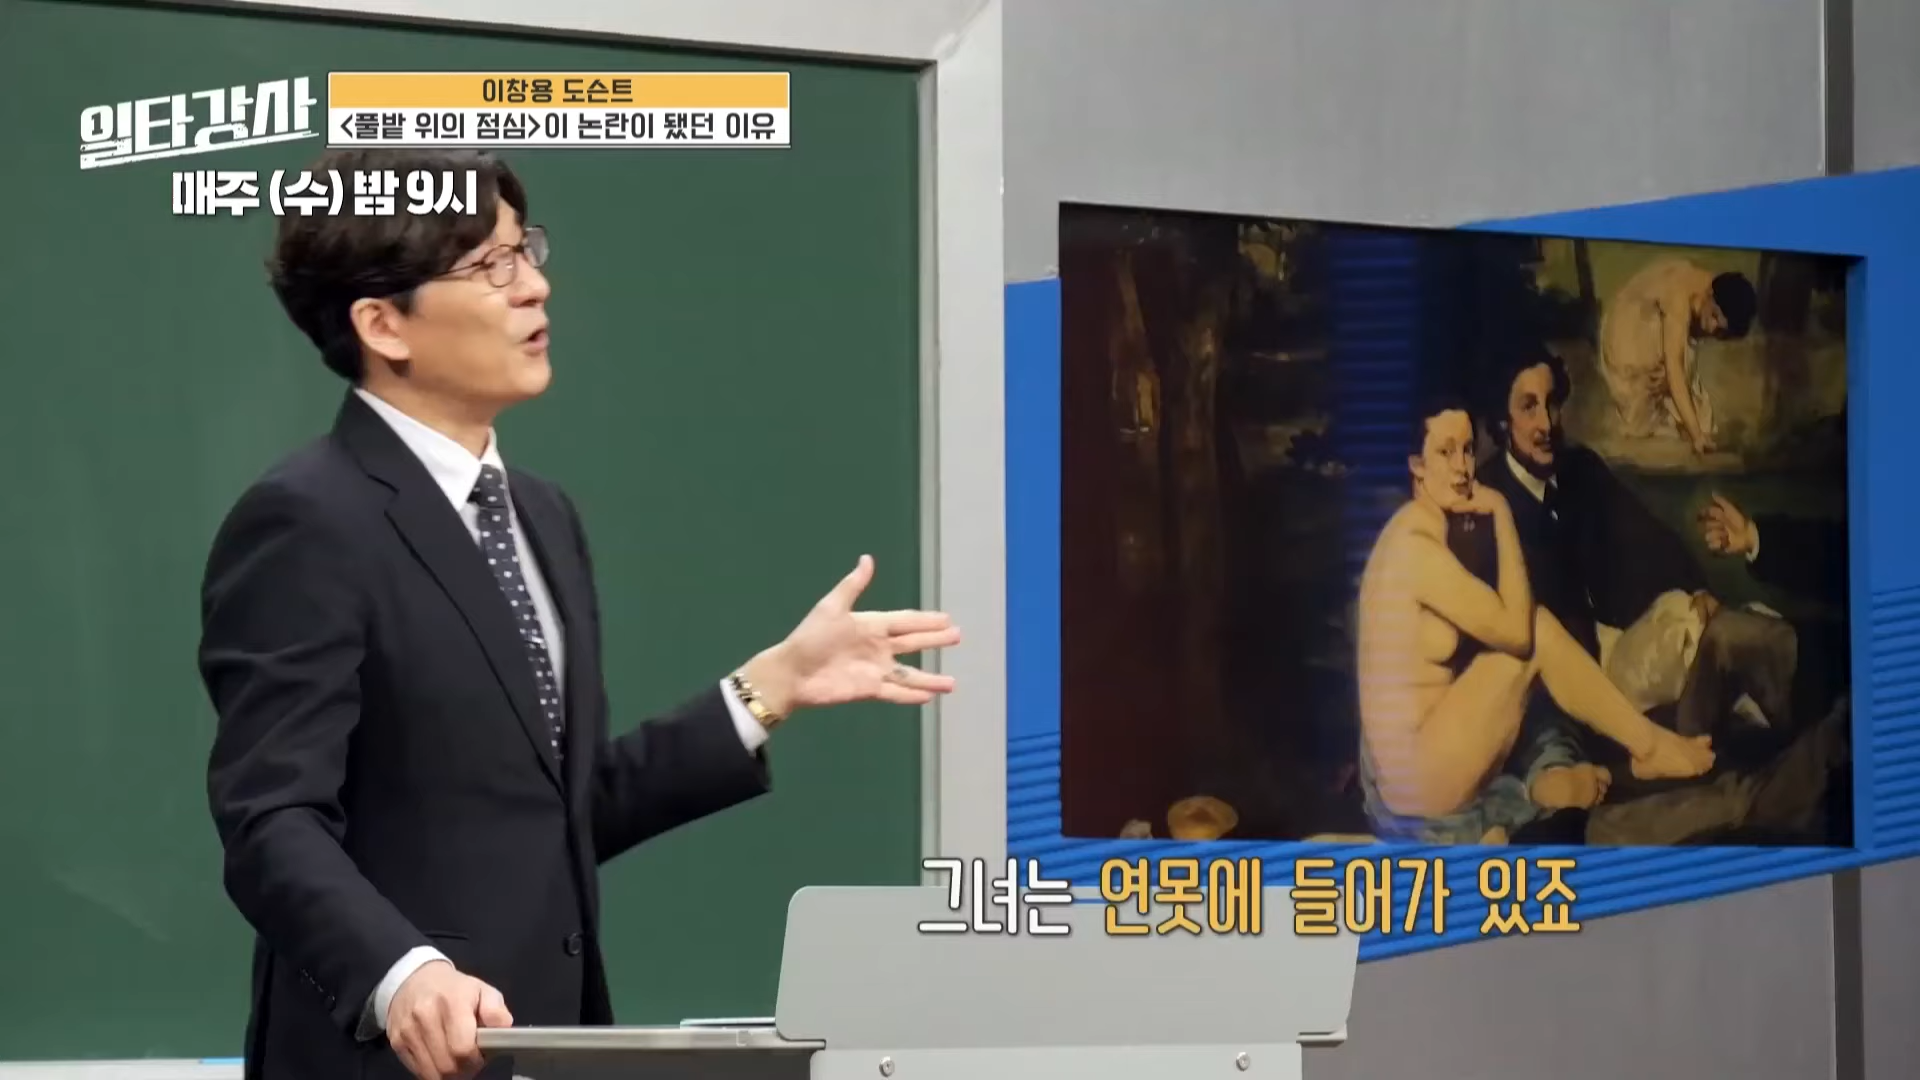 일타강사
이창용 도슨트
<풀밭 위의 점심>이 논란이 됐던 이유
매주 (수) 밤 9시
그녀는 연못에 들어가 있죠